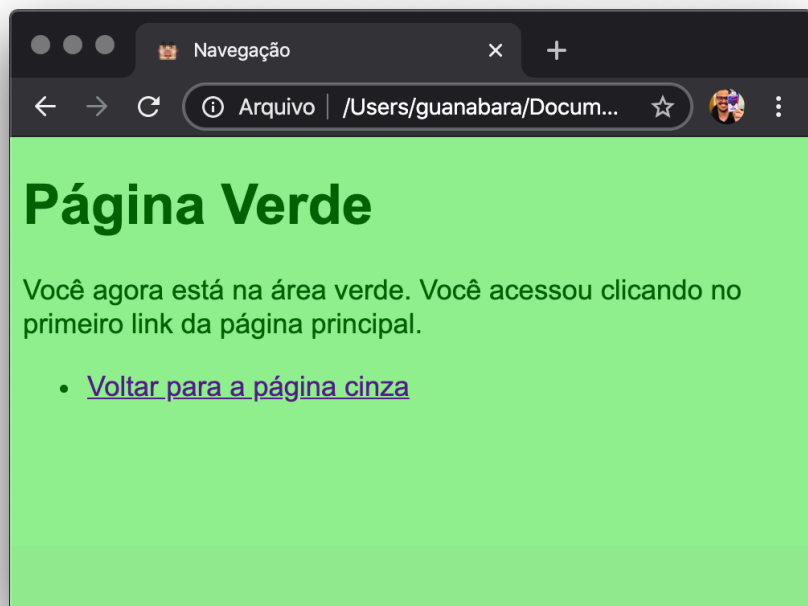 Navegação
Arquivo | /Users/guanabara/Docum...
Página Verde
Você agora está na área verde. Você acessou clicando no
primeiro link da página principal.
Voltar para a página cinza